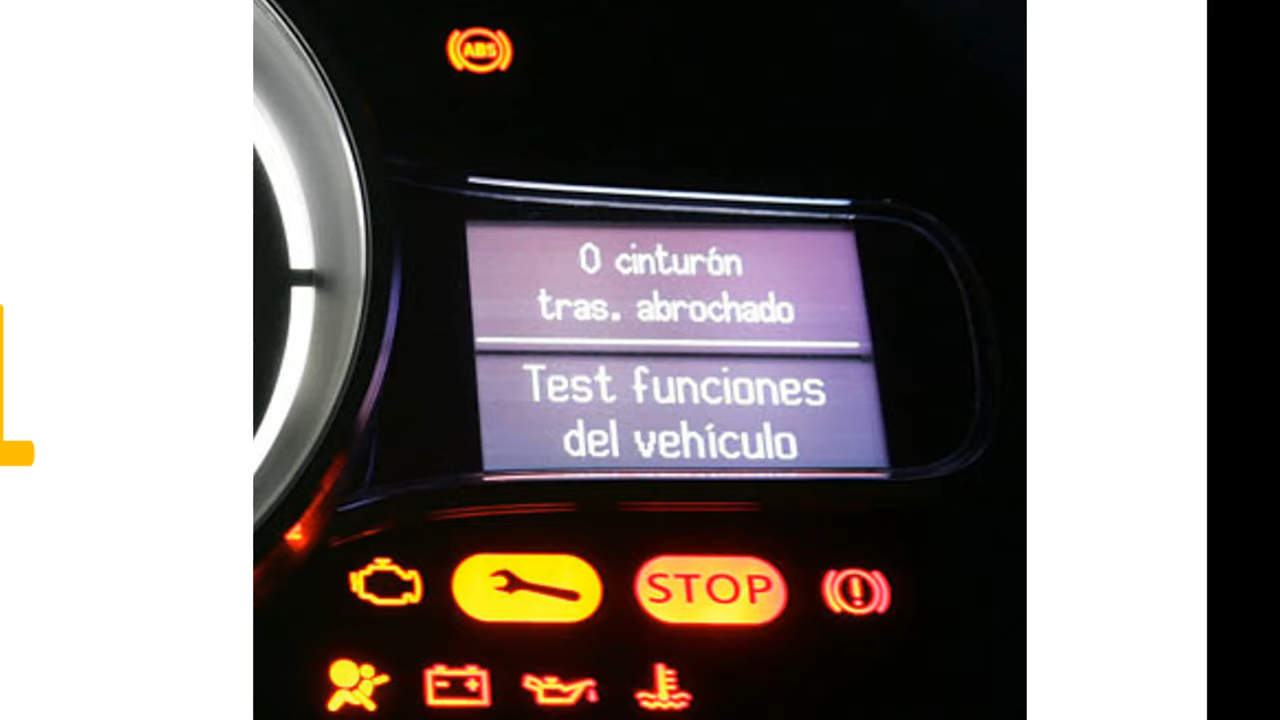 ABS
0 cinturón
tras. abrochado
Test funciones
del vehículo
STOP